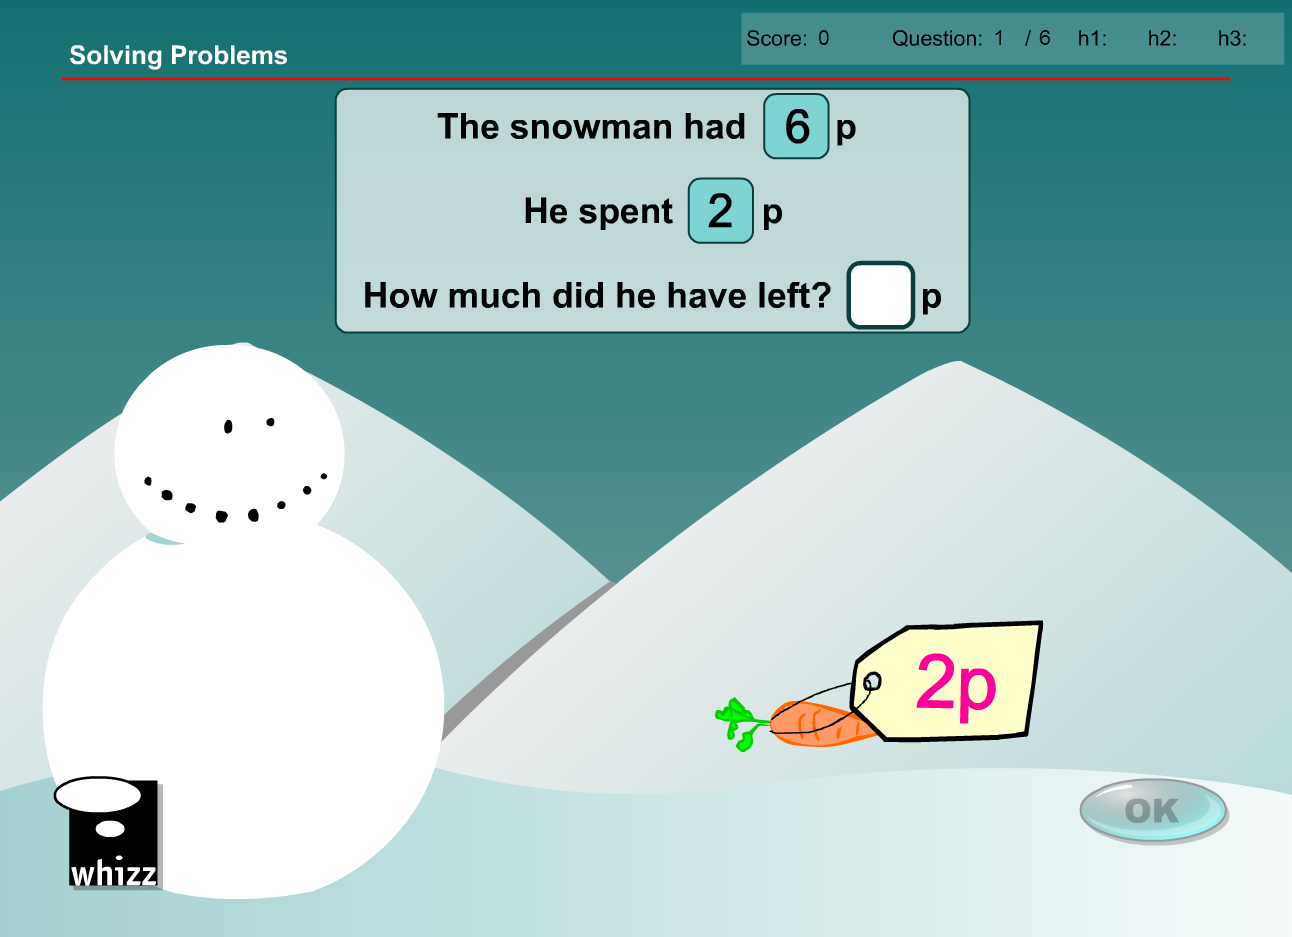 Solving Problems
Score: 0 Question: 1 / 6 h1: h2: h3:
The snowman had 6 p
He spent 2 p
How much did he have left? p
2p
OK
whizz